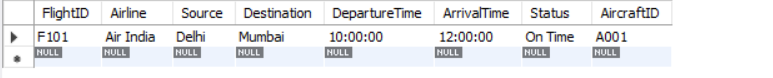 FlightID Airline Source Destination DepartureTime ArrivalTime Status AircraftID
F101 Air India Delhi Mumbai 10:00:00 12:00:00 On Time A001
NULL NULL NULL NULL NULL NULL NULL NULL